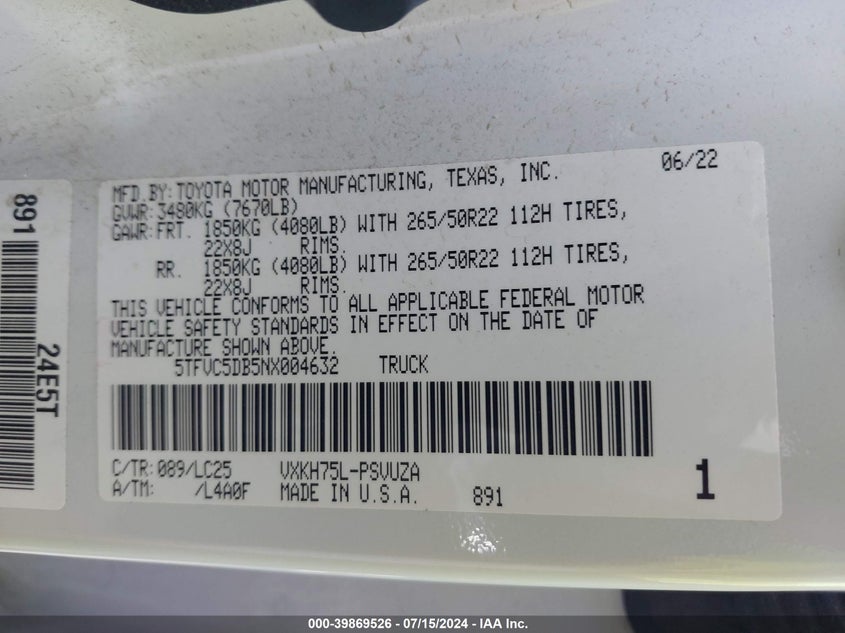 06/22
MFD.BY:TOYOTA MOTOR MANUFACTURING, TEXAS, INC.
GVWR:3480KG (7670LB)
GAWR:FRT. 1850KG (4080LB) WITH 265/50R22 112H TIRES,
22X8J RIMS.
RR. 1850KG (4080LB) WITH 265/50R22 112H TIRES,
22X8J RIMS.
THIS VEHICLE CONFORMS TO ALL APPLICABLE FEDERAL MOTOR
VEHICLE SAFETY STANDARDS IN EFFECT ON THE DATE OF
MANUFACTURE SHOWN ABOVE.
5TFVC5DB5NX004632 TRUCK
C/TR:089/LC25 VXKH75L-PSVUZA
A/TM: /L4A0F MADE IN U.S.A. 891 1
891
24E5T
000-39869526 - 07/15/2024 - IAA Inc.